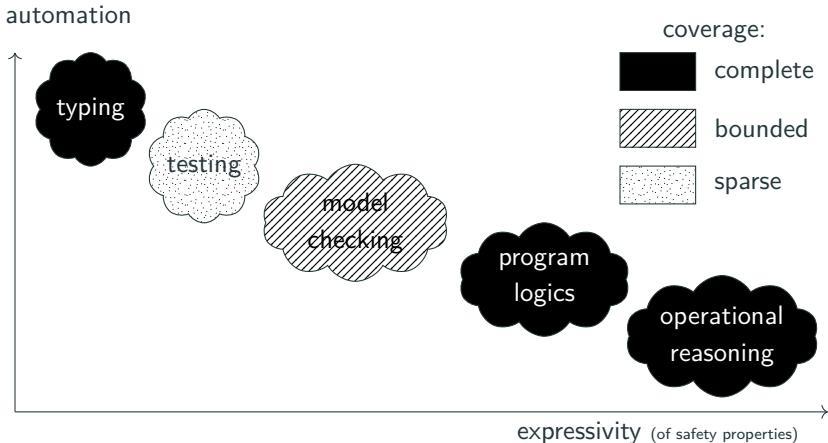 automation
coverage:
complete
bounded
sparse
typing
testing
model
checking
program
logics
operational
reasoning
expressivity (of safety properties)